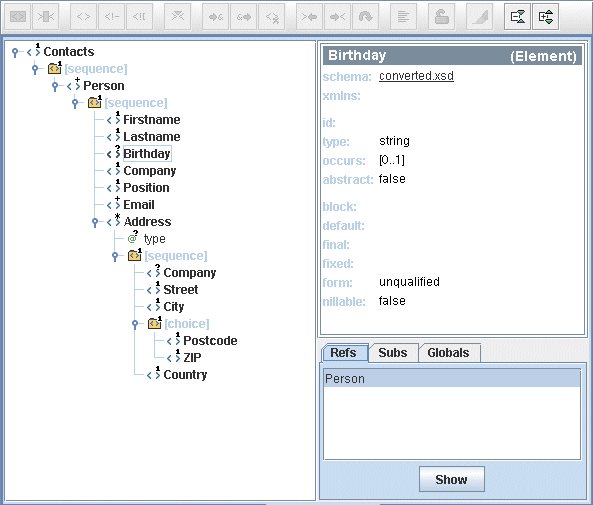 Contacts
[sequence]
Person
[sequence]
Firstname
Lastname
Birthday
Company
Position
Email
Address
type
[sequence]
Company
Street
City
[choice]
Postcode
ZIP
Country
Birthday (Element)
schema: converted.xsd
xmlns:
id:
type: string
occurs: [0..1]
abstract: false
block:
default:
final:
fixed:
form: unqualified
nillable: false
Refs Subs Globals
Person
Show